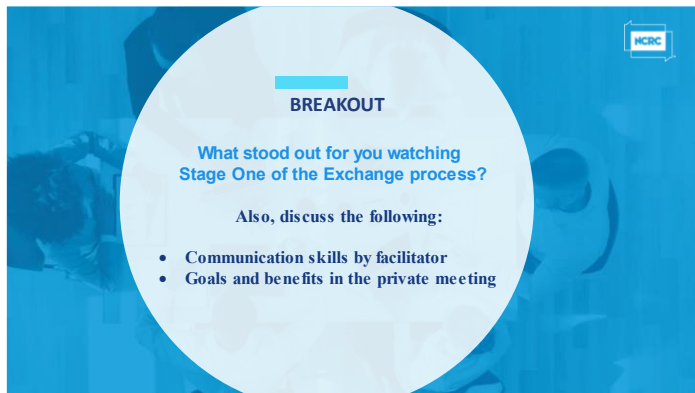 NCRC
BREAKOUT
What stood out for you watching
Stage One of the Exchange process?
Also, discuss the following:
• Communication skills by facilitator
• Goals and benefits in the private meeting